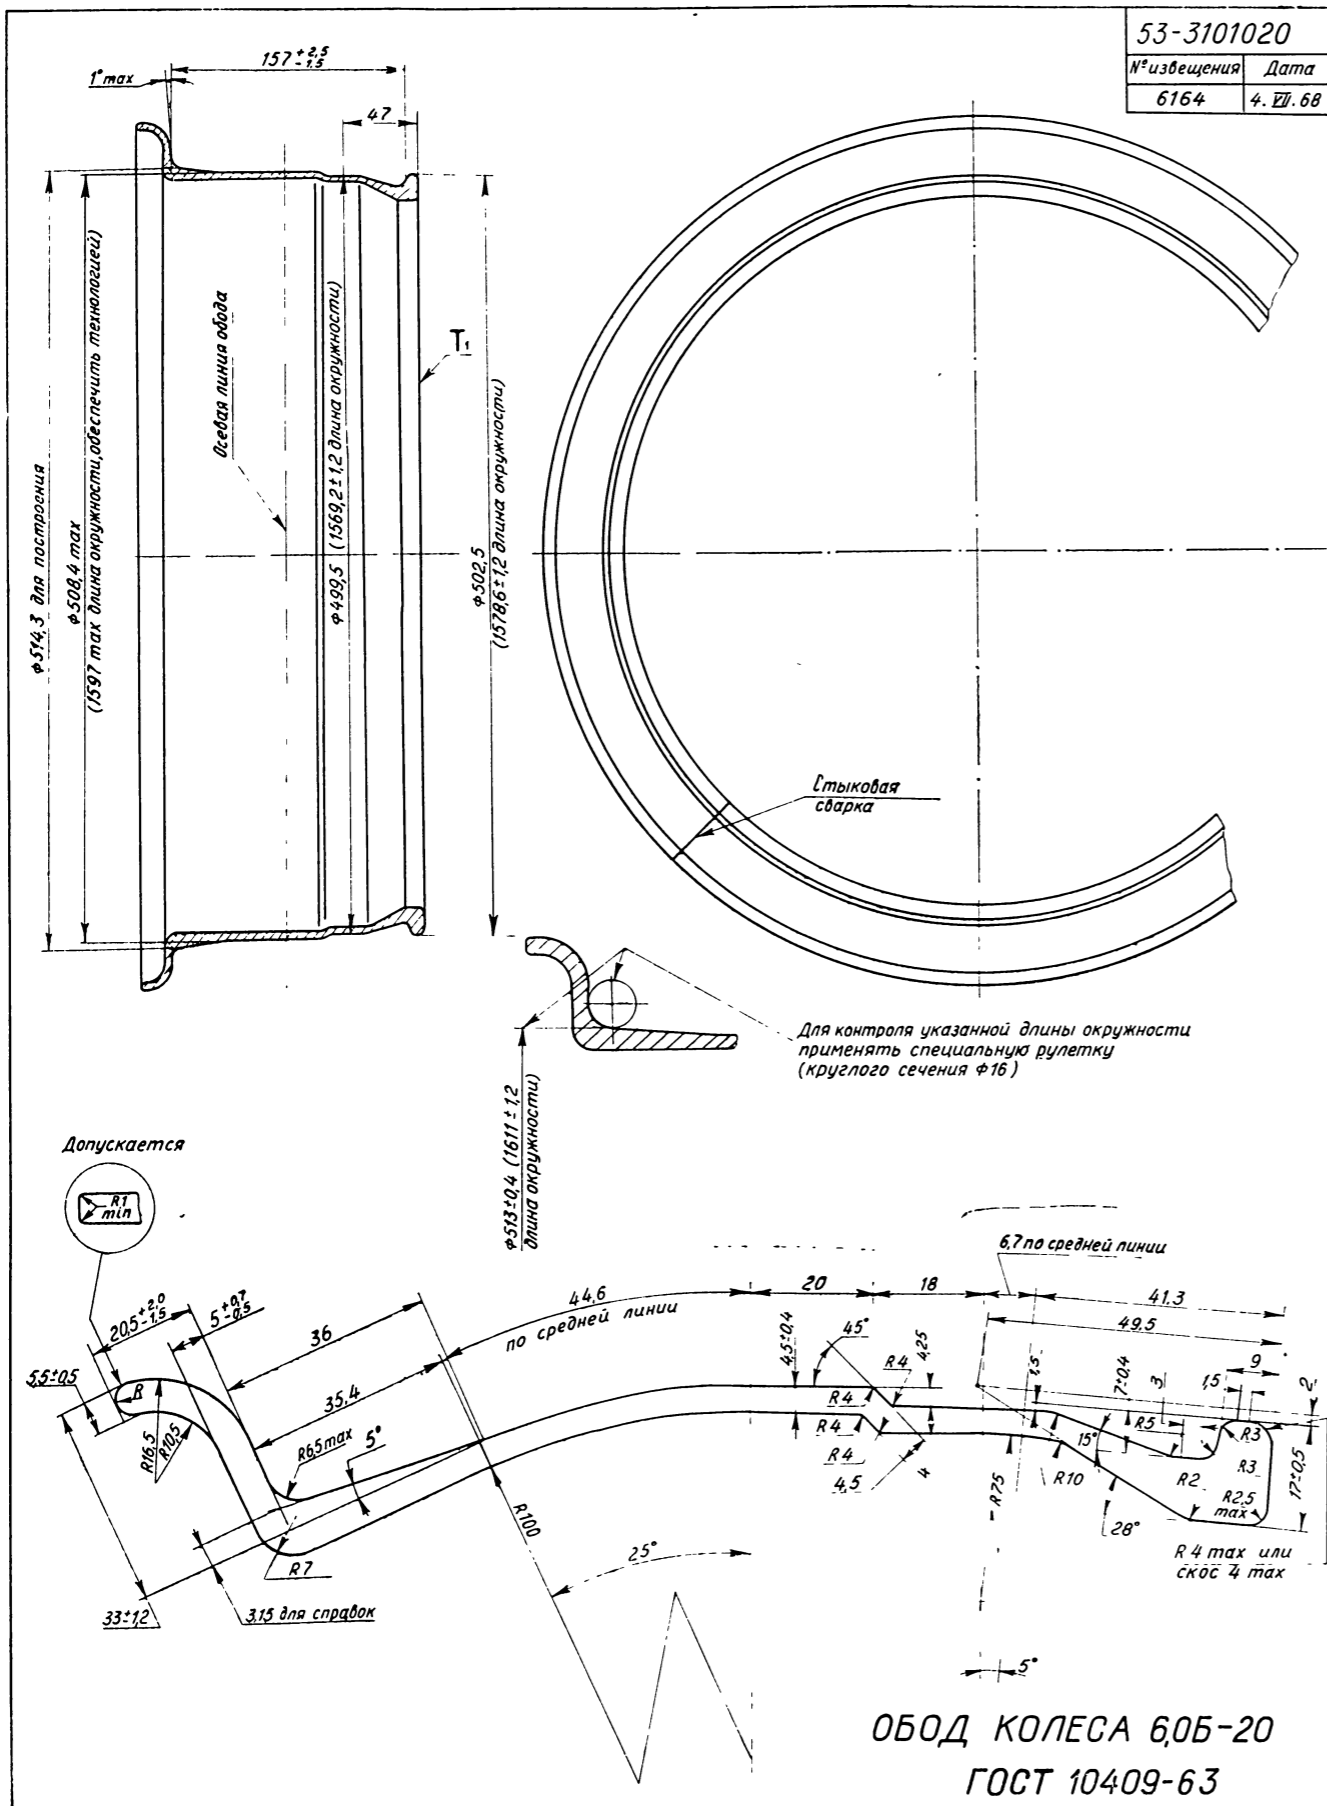 53-3101020
№ извещения Дата
6164 4.VII.68
157 +2,5 -1,5
1° max
47
Осевая линия обода
T1
ф514,3 для построения
ф508,4 max
(1597 max длина окружности, обеспечить технологией)
ф499,5 (1569,2±1,2 длина окружности)
ф502,5
(1578,6±1,2 длина окружности)
Стыковая
сварка
Для контроля указанной длины окружности
применять специальную рулетку
(круглого сечения ф16)
ф513±0,4 (1611±1,2
длина окружности)
Допускается
R1
min
20,5 +2,0 -1,5
5 +0,7 -0,5
36
44,6
по средней линии
20
18
6,7 по средней линии
41,3
49,5
9
5,5±0,5
R
R16,5
R10,5
35,4
R6,5 max
5°
4,5±0,4
45°
R4
4,25
R4
R4
R4
4,5
4
1,5
7±0,4
3
1,5
2
R5
R3
15°
R10
R2
R3
R2,5
max
17±0,5
R75
28°
R4 max или
скос 4 max
R100
25°
R7
33±1,2
3,15 для справок
5°
ОБОД КОЛЕСА 6,0Б-20
ГОСТ 10409-63